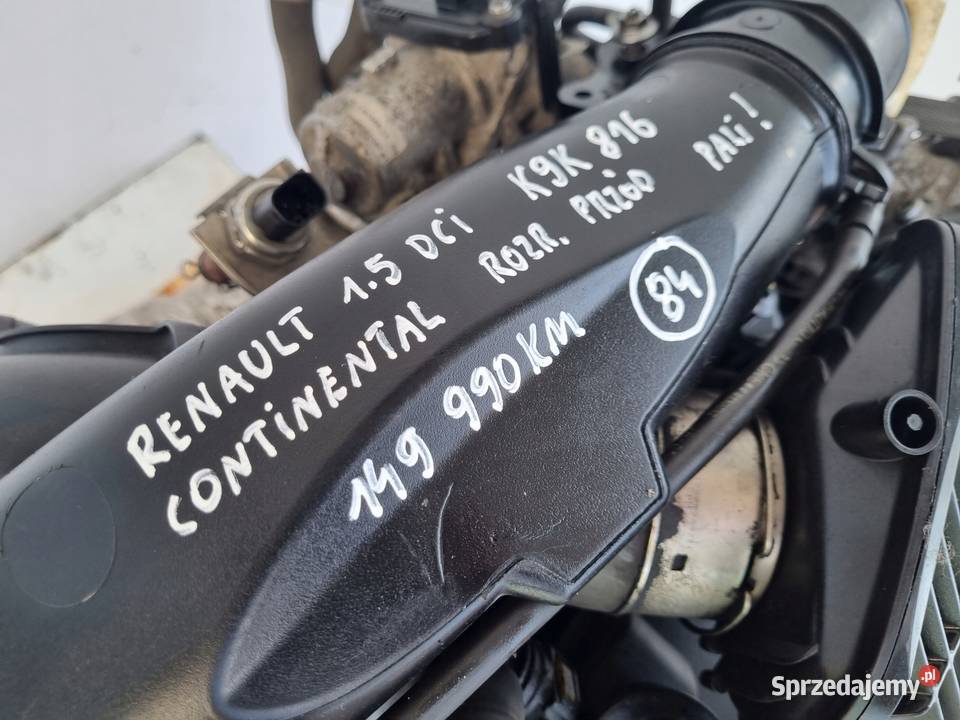 RENAULT 1.5 DCi K9K 896
CONTINENTAL ROZR. PRZÓD PALi!
149 990KM 84
Sprzedajemy.pl